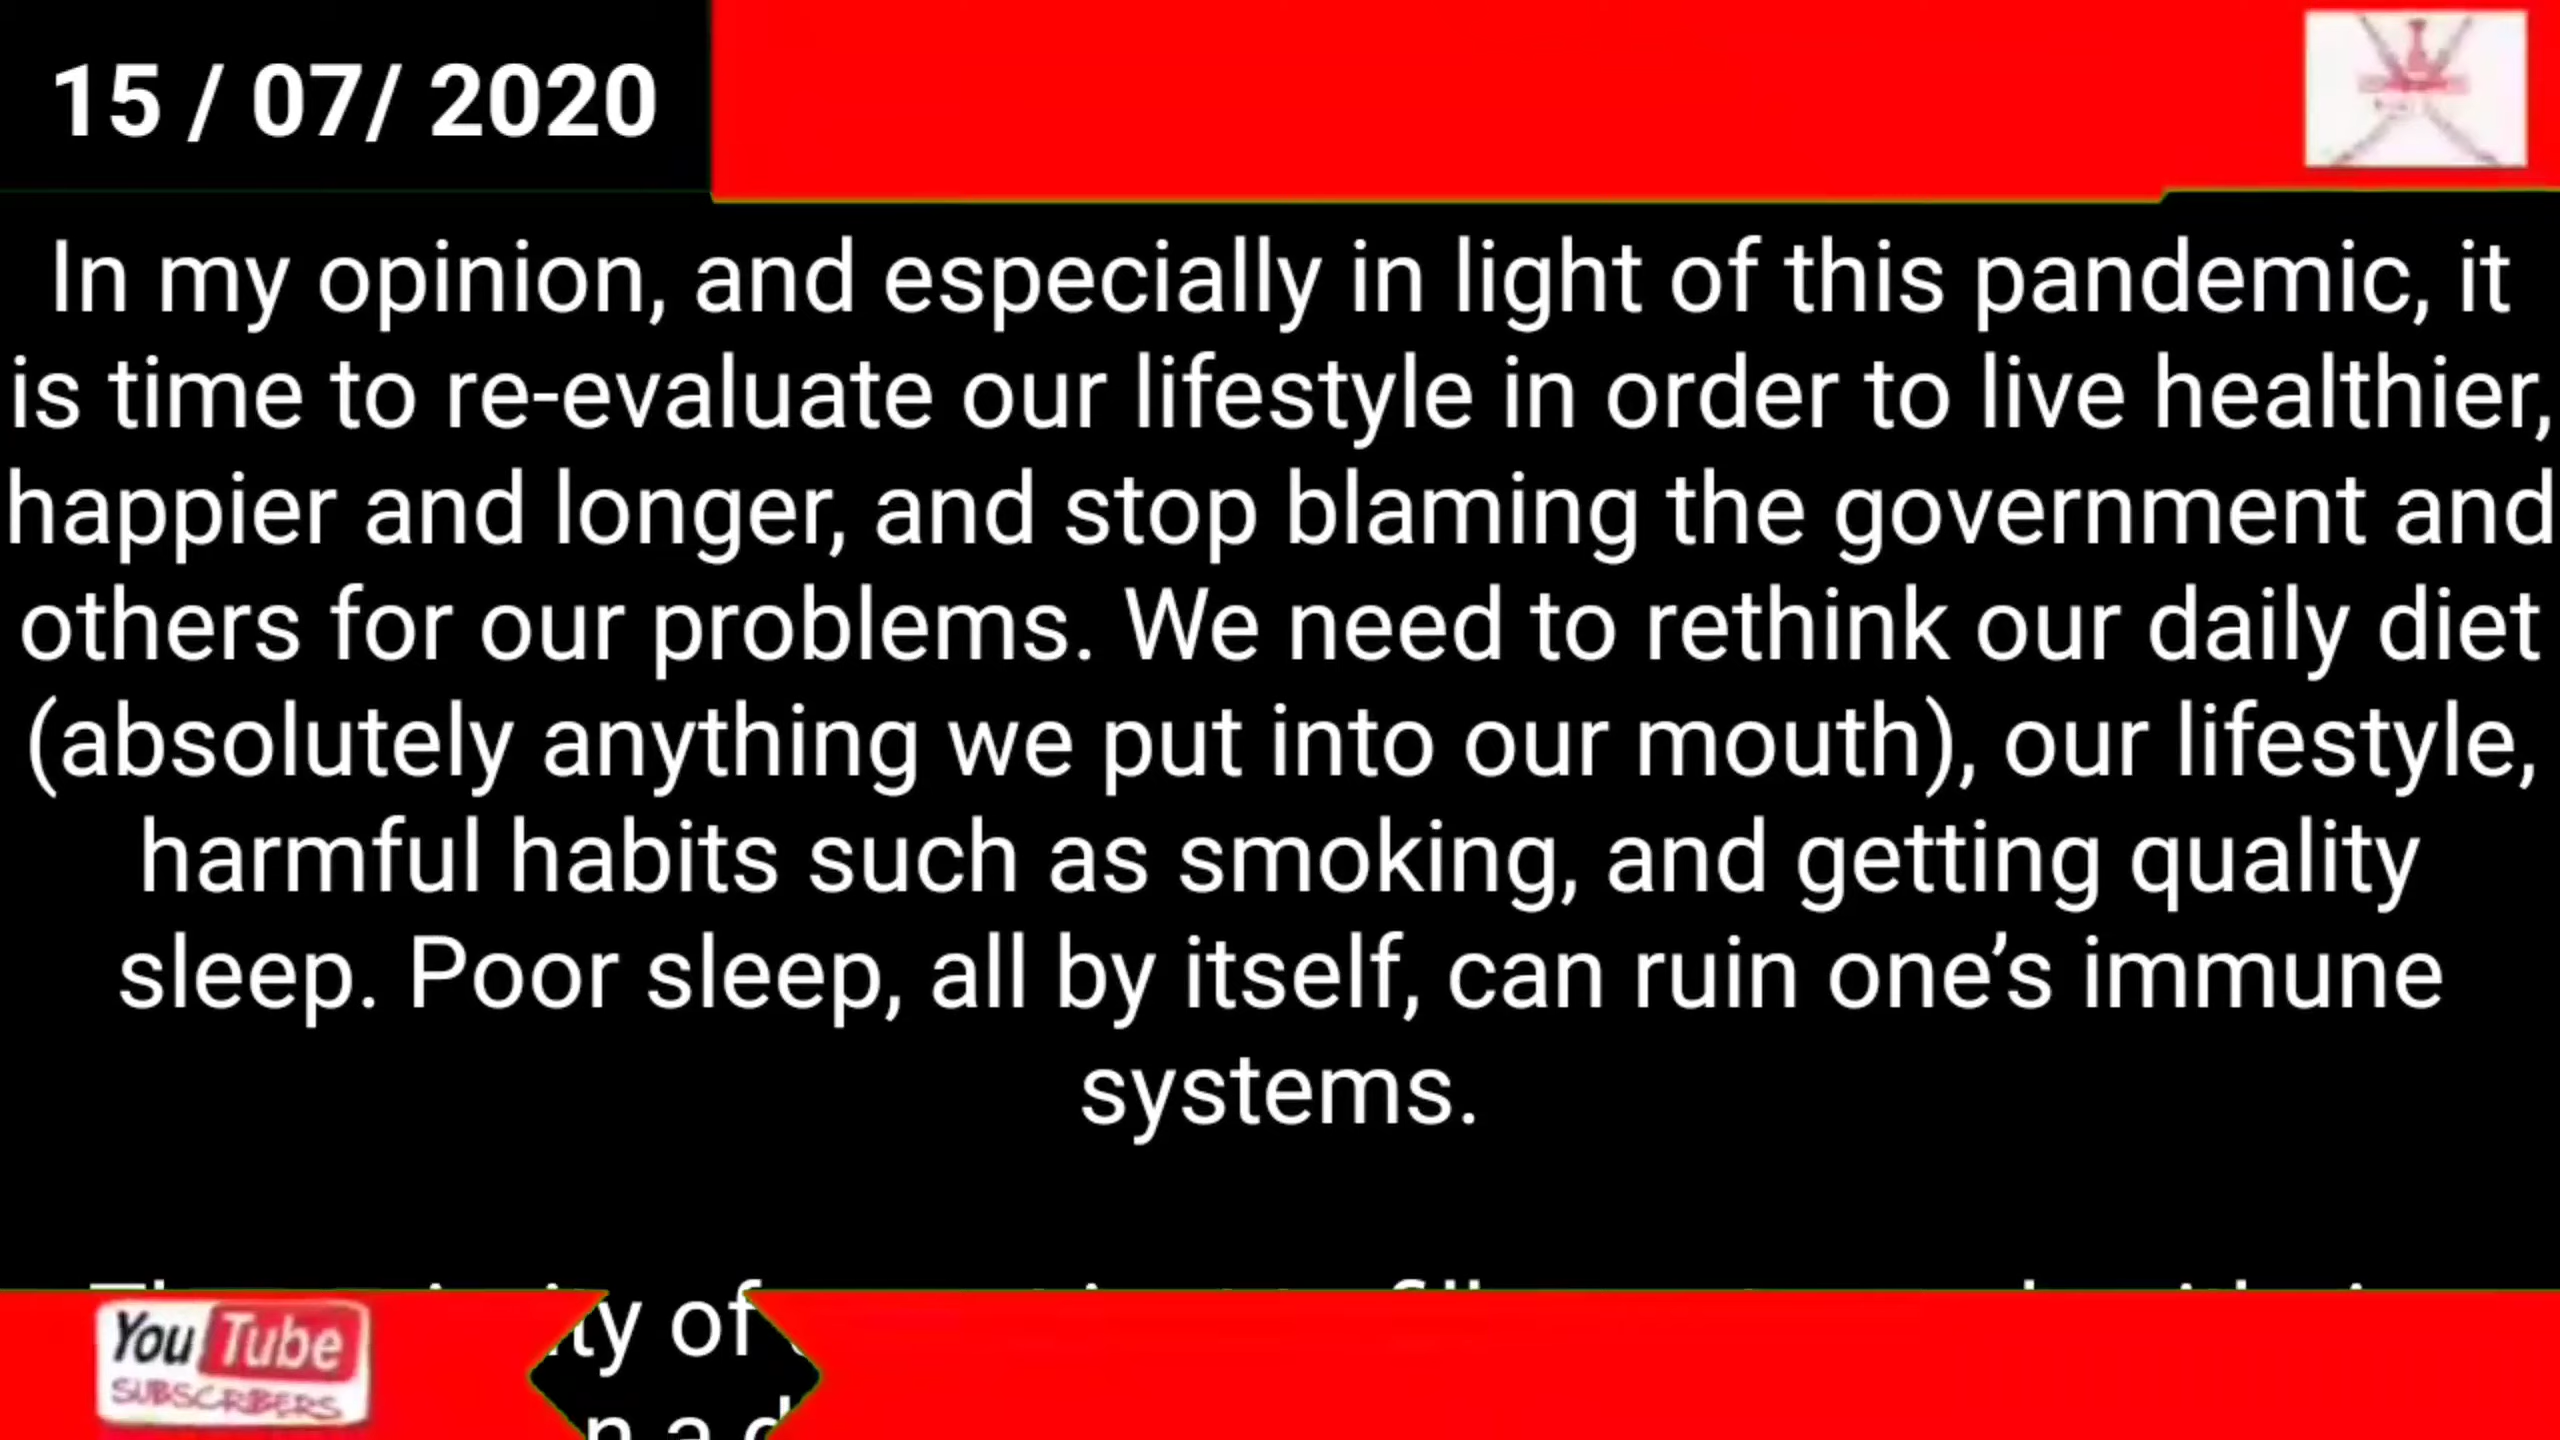 15 / 07/ 2020
In my opinion, and especially in light of this pandemic, it
is time to re-evaluate our lifestyle in order to live healthier,
happier and longer, and stop blaming the government and
others for our problems. We need to rethink our daily diet
(absolutely anything we put into our mouth), our lifestyle,
harmful habits such as smoking, and getting quality
sleep. Poor sleep, all by itself, can ruin one’s immune
systems.
of
You Tube
SUBSCRIBERS